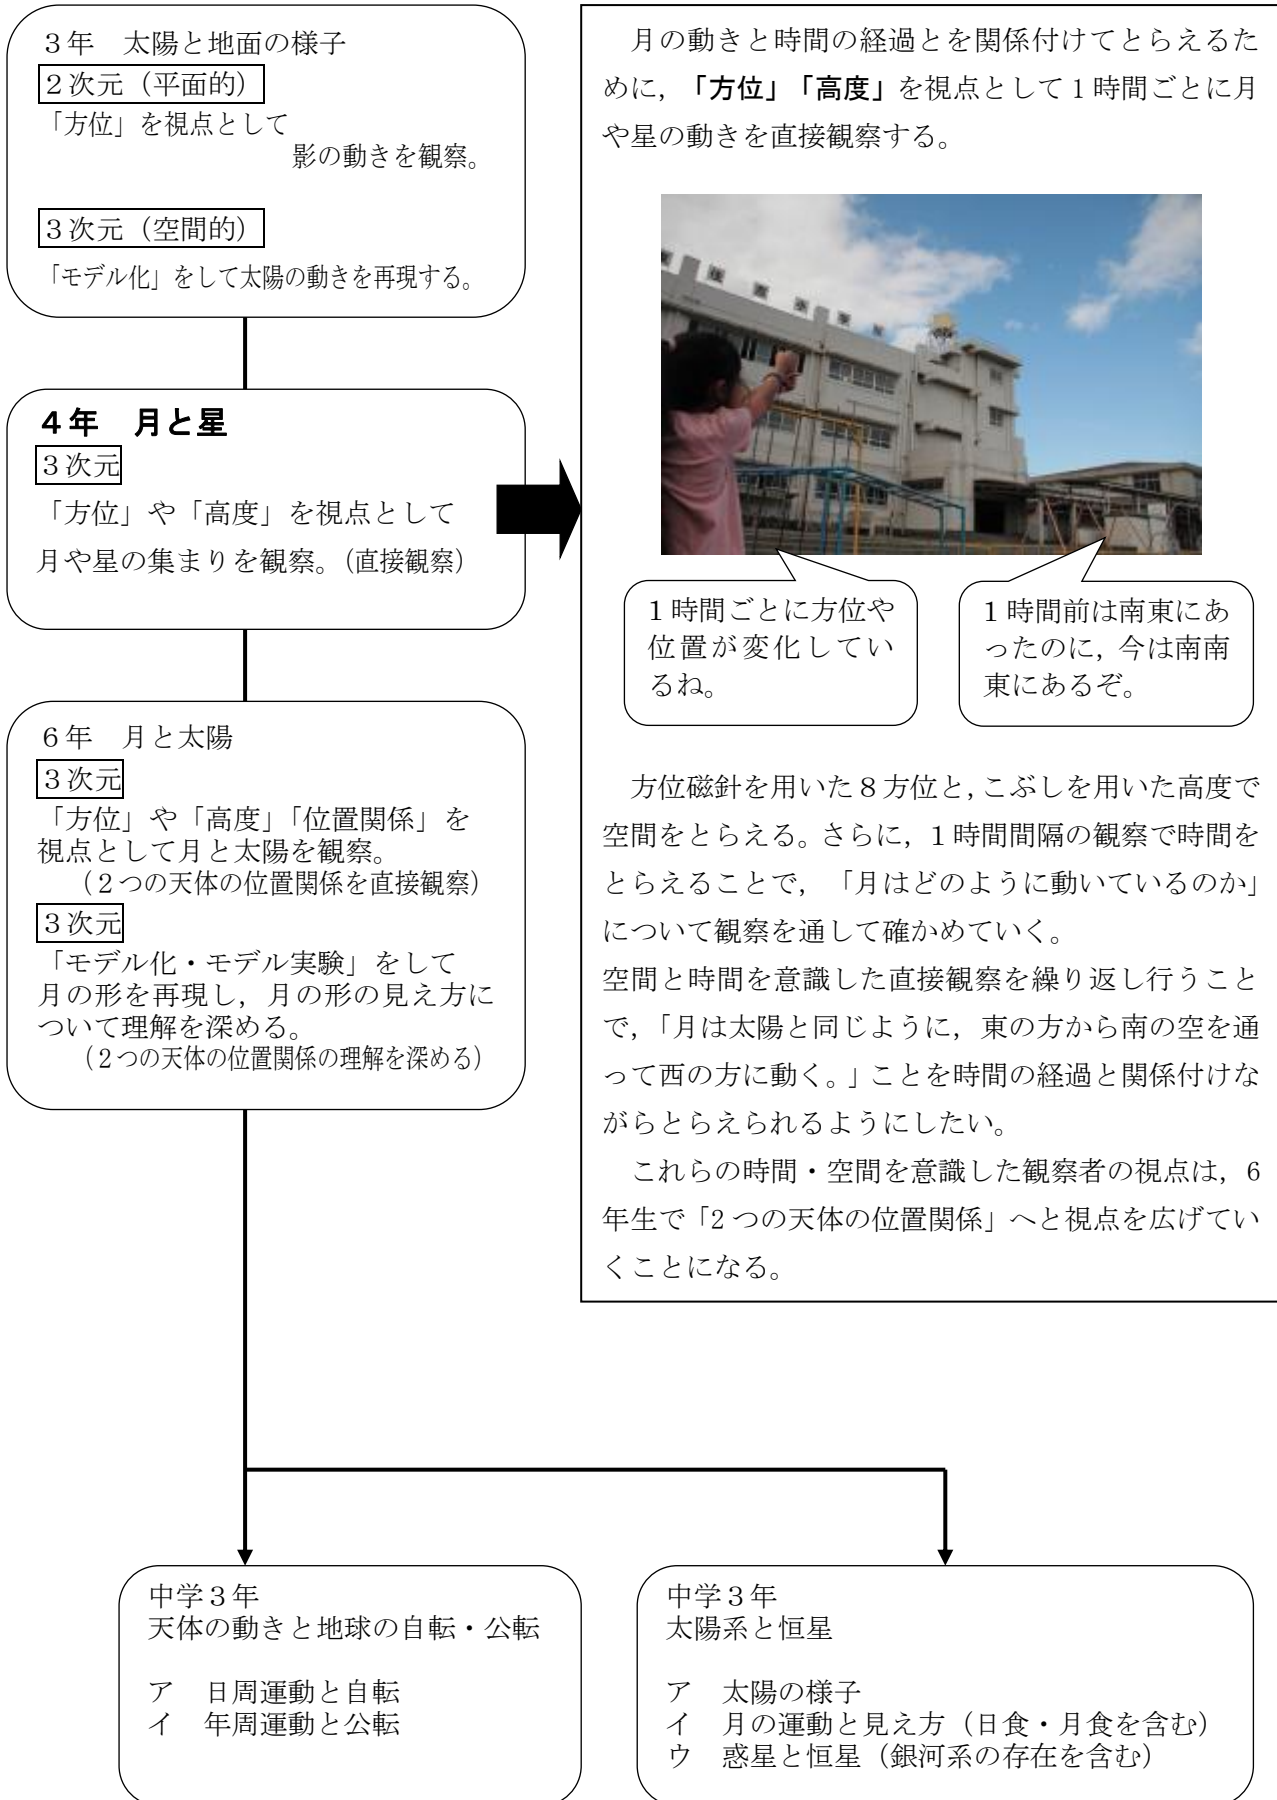 3年 太陽と地面の様子
2次元（平面的）
「方位」を視点として
影の動きを観察。
3次元（空間的）
「モデル化」をして太陽の動きを再現する。
4年 月と星
3次元
「方位」や「高度」を視点として
月や星の集まりを観察。（直接観察）
6年 月と太陽
3次元
「方位」や「高度」「位置関係」を
視点として月と太陽を観察。
（2つの天体の位置関係を直接観察）
3次元
「モデル化・モデル実験」をして
月の形を再現し，月の形の見え方に
ついて理解を深める。
（2つの天体の位置関係の理解を深める）
月の動きと時間の経過とを関係付けてとらえるた
めに，「方位」「高度」を視点として1時間ごとに月
や星の動きを直接観察する。
1時間ごとに方位や
位置が変化してい
るね。
1時間前は南東にあ
ったのに，今は南南
東にあるぞ。
方位磁針を用いた8方位と，こぶしを用いた高度で
空間をとらえる。さらに，1時間間隔の観察で時間を
とらえることで，「月はどのように動いているのか」
について観察を通して確かめていく。
空間と時間を意識した直接観察を繰り返し行うこと
で，「月は太陽と同じように，東の方から南の空を通
って西の方に動く。」ことを時間の経過と関係付けな
がらとらえられるようにしたい。
これらの時間・空間を意識した観察者の視点は，6
年生で「2つの天体の位置関係」へと視点を広げてい
くことになる。
中学3年
天体の動きと地球の自転・公転
ア 日周運動と自転
イ 年周運動と公転
中学3年
太陽系と恒星
ア 太陽の様子
イ 月の運動と見え方（日食・月食を含む）
ウ 惑星と恒星（銀河系の存在を含む）